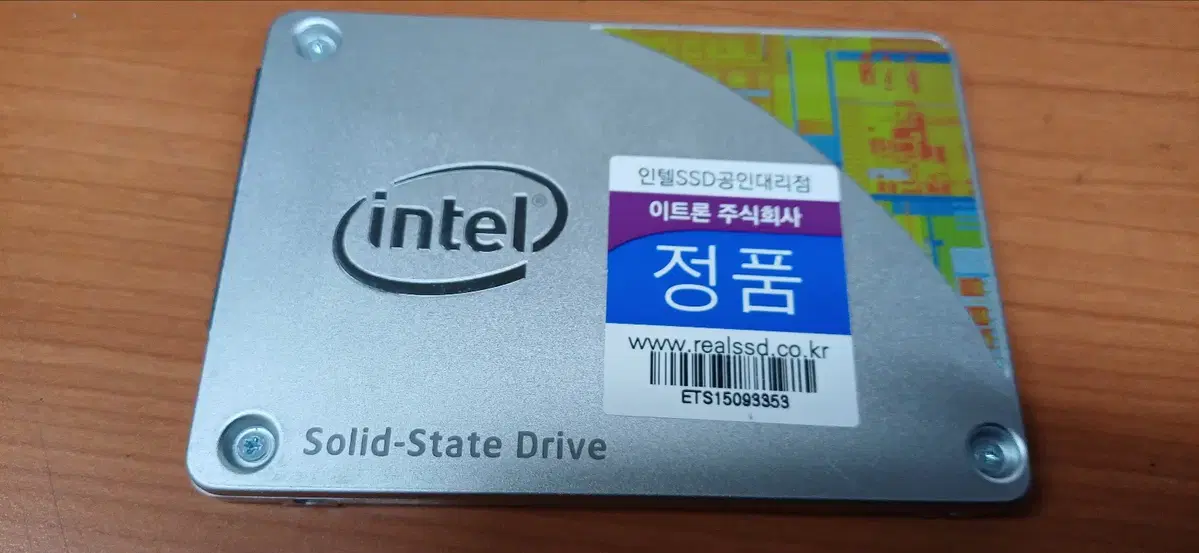 intel®
인텔SSD공인대리점
이트론 주식회사
정품
www.realssd.co.kr
ETS15093353
Solid-State Drive